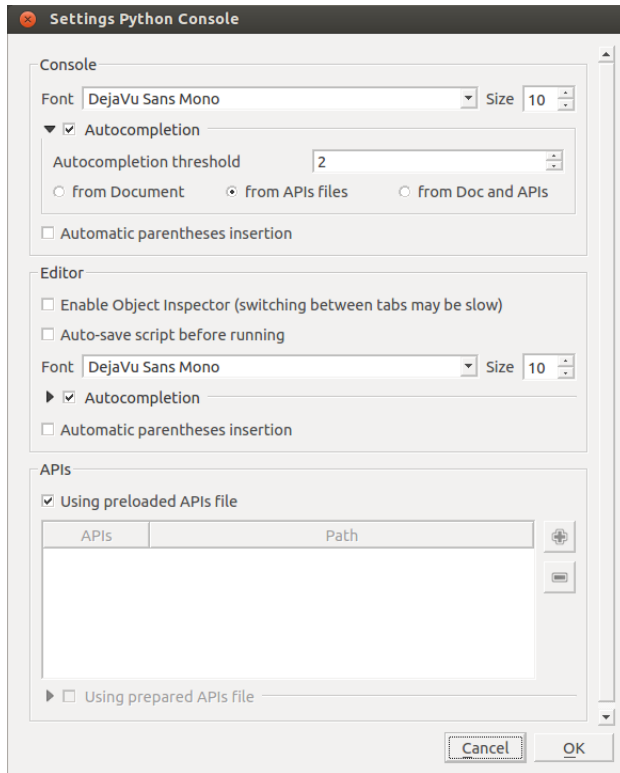 Settings Python Console
Console
Font DejaVu Sans Mono Size 10
Autocompletion
Autocompletion threshold 2
from Document from APIs files from Doc and APIs
Automatic parentheses insertion
Editor
Enable Object Inspector (switching between tabs may be slow)
Auto-save script before running
Font DejaVu Sans Mono Size 10
Autocompletion
Automatic parentheses insertion
APIs
Using preloaded APIs file
APIs Path
Using prepared APIs file
Cancel OK